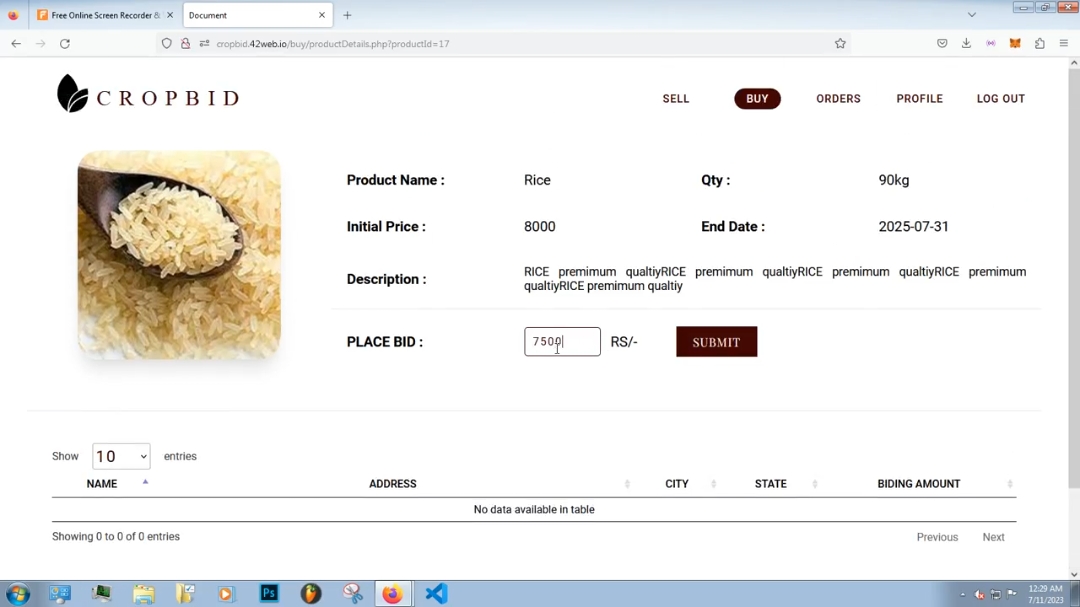 Free Online Screen Recorder &
Document
cropbid.42web.io/buy/productDetails.php?productId=17
CROPBID
SELL BUY ORDERS PROFILE LOG OUT
Product Name : Rice Qty : 90kg
Initial Price : 8000 End Date : 2025-07-31
Description : RICE premimum qualtiyRICE premimum qualtiyRICE premimum qualtiyRICE premimum
qualtiyRICE premimum qualtiy
PLACE BID : 7500 RS/- SUBMIT
Show 10 entries
NAME ADDRESS CITY STATE BIDING AMOUNT
No data available in table
Showing 0 to 0 of 0 entries Previous Next
Ps
12:29 AM
7/11/2023